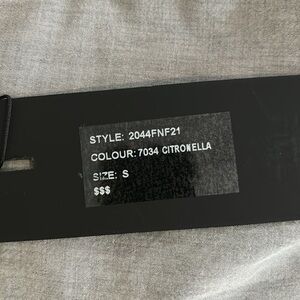 STYLE: 2044FNF21
COLOUR: 7034 CITRONELLA
SIZE: S
$$$